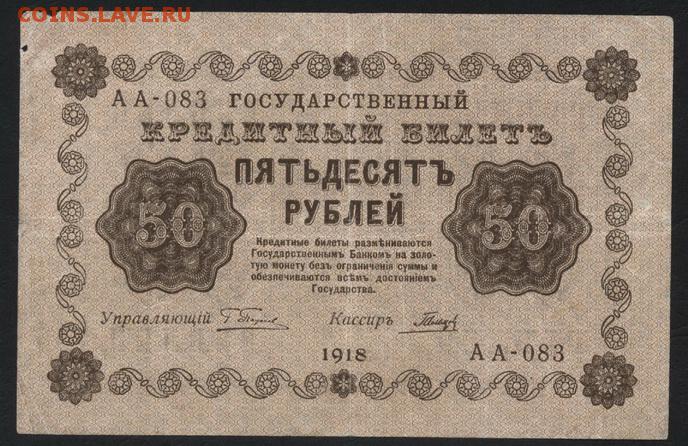 COINS.LAVE.RU
АА-083 ГОСУДАРСТВЕННЫЙ
КРЕДИТНЫЙ БИЛЕТЪ
ПЯТЬДЕСЯТЪ
РУБЛЕЙ
50 50
Кредитные билеты размѣниваются
Государственнымъ Банкомъ на золо-
тую монету безъ ограниченія суммы и
обезпечиваются всѣмъ достояніемъ
Государства.
Управляющій Кассиръ
1918 АА-083